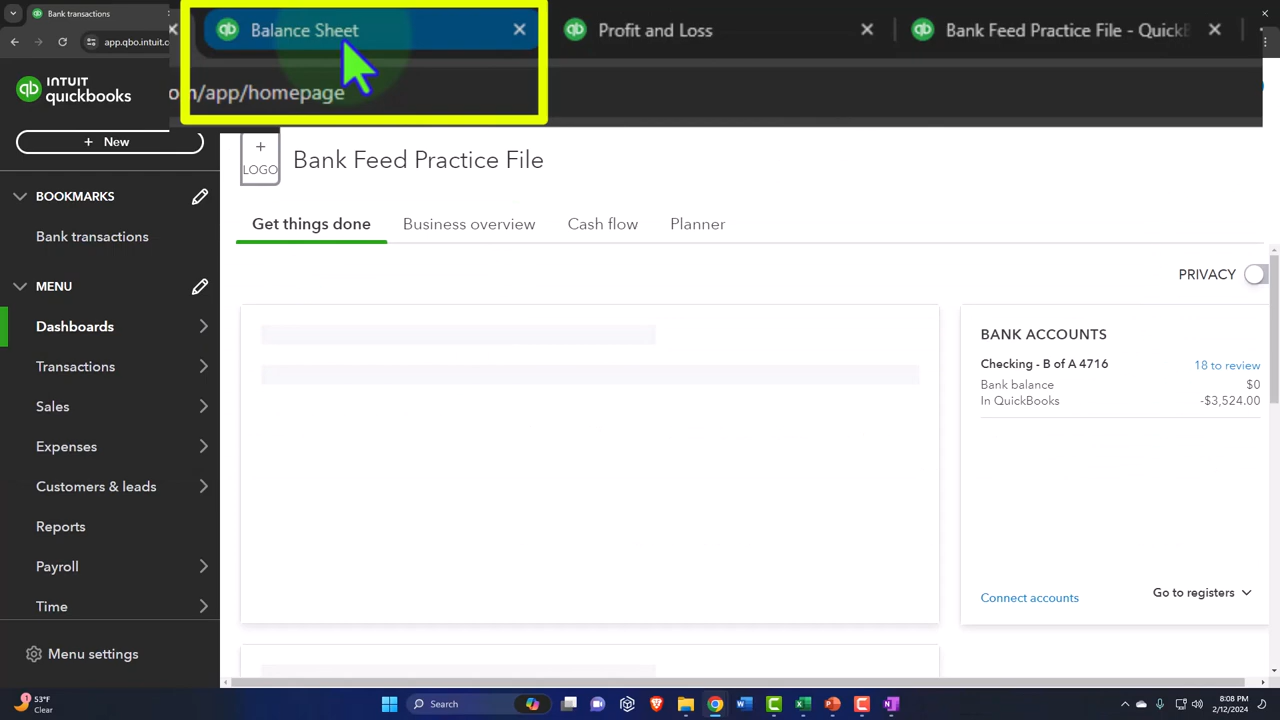 Bank transactions
Balance Sheet
Profit and Loss
Bank Feed Practice File - QuickB
app.qbo.intuit.c
om/app/homepage
INTUIT
quickbooks
+ New
+
LOGO
Bank Feed Practice File
BOOKMARKS
Get things done
Business overview
Cash flow
Planner
Bank transactions
PRIVACY
MENU
Dashboards
BANK ACCOUNTS
Checking - B of A 4716
18 to review
Bank balance
$0
In QuickBooks
-$3,524.00
Transactions
Sales
Expenses
Customers & leads
Reports
Payroll
Time
Connect accounts
Go to registers
Menu settings
1
53°F
Clear
Search
8:08 PM
2/12/2024